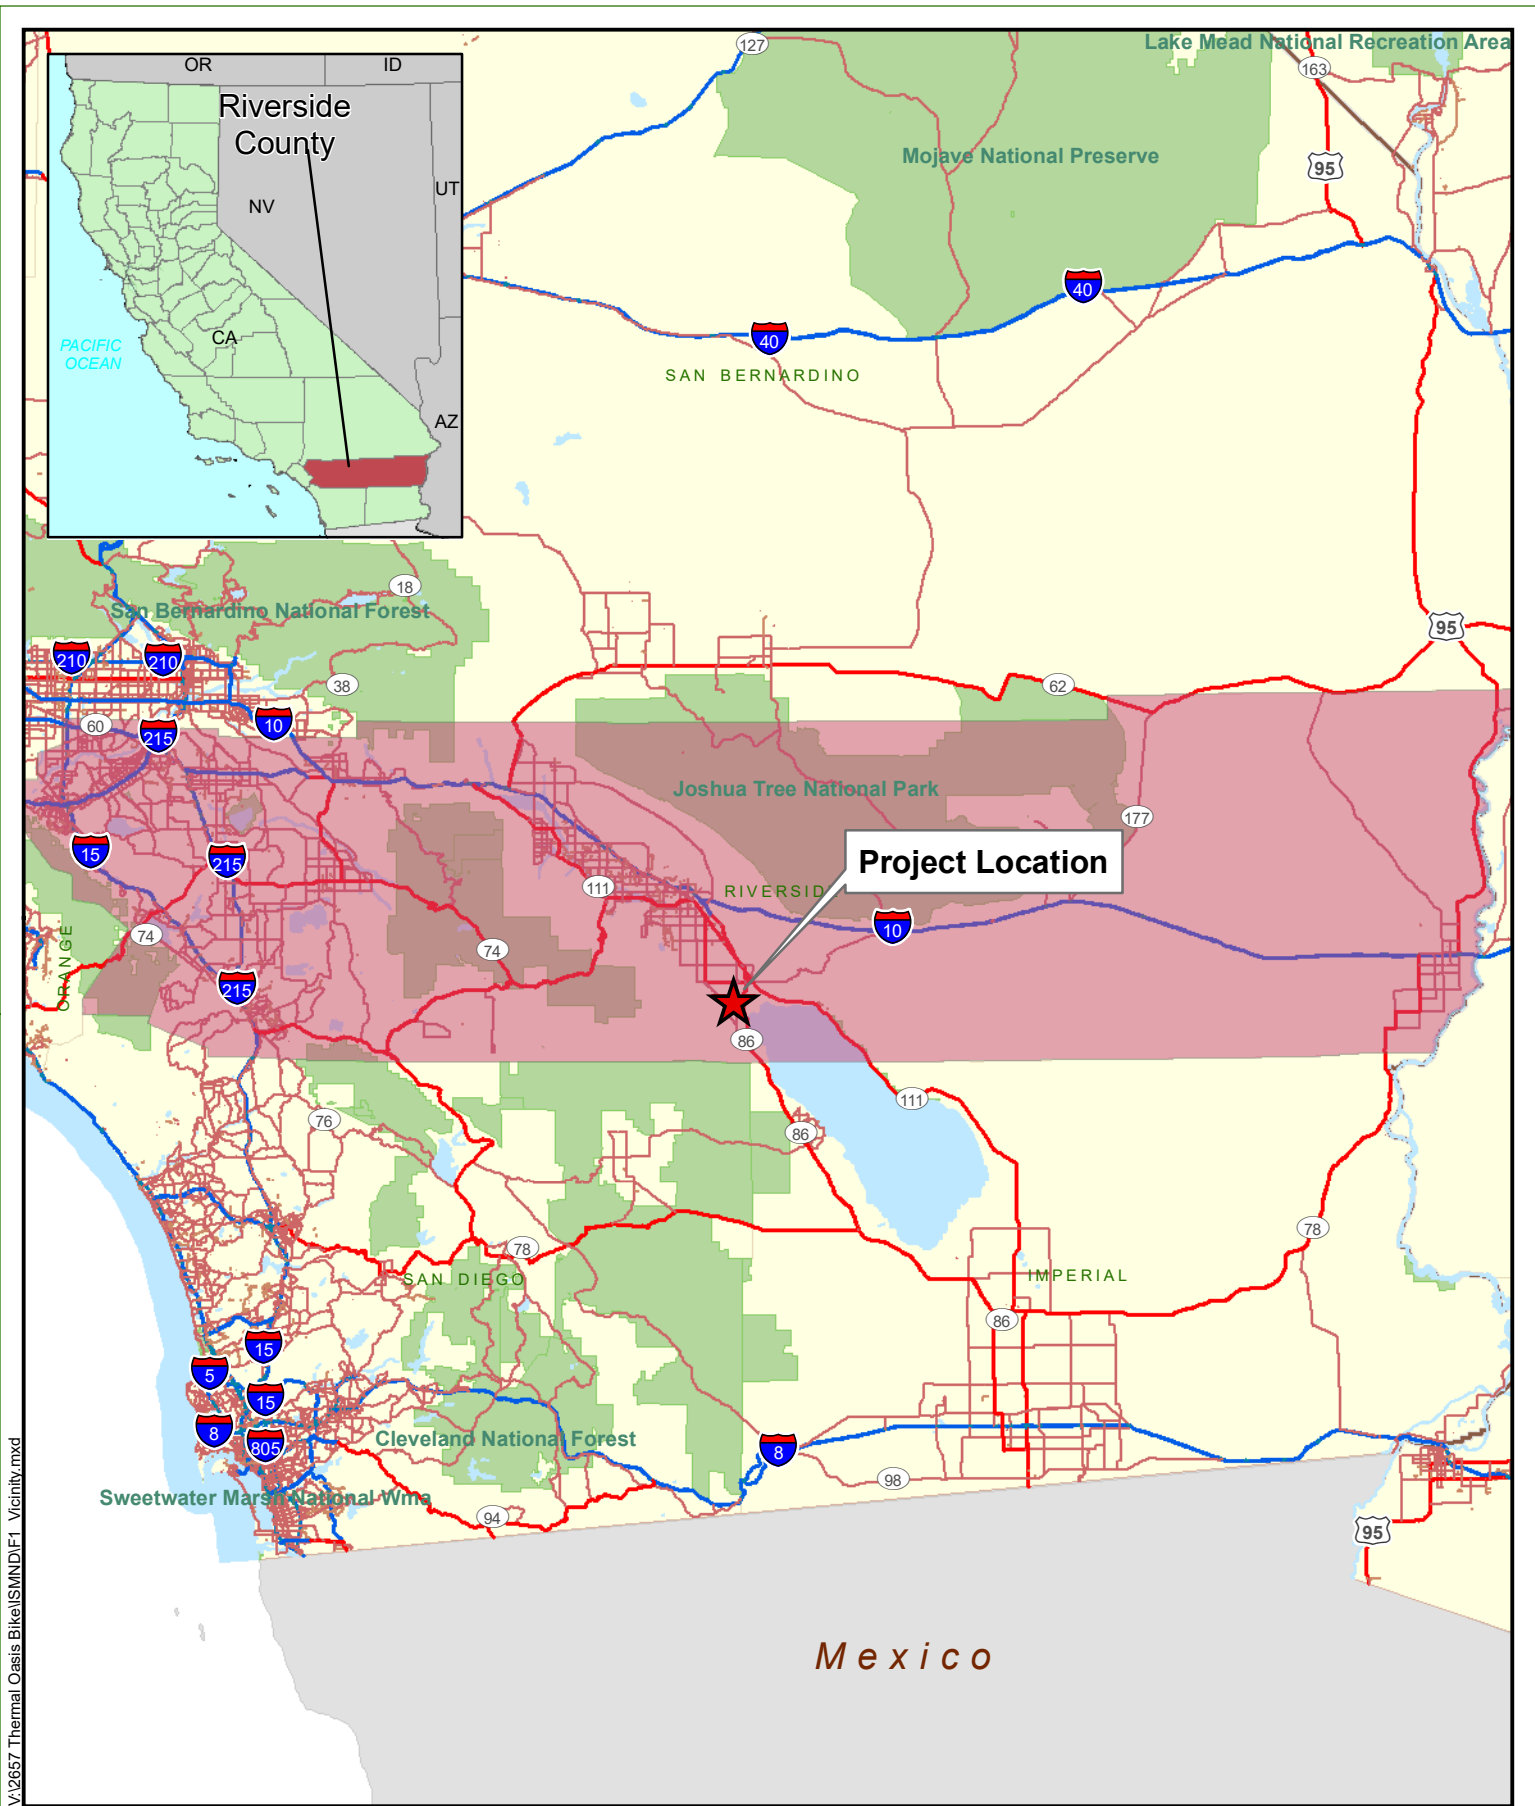 127
Lake Mead National Recreation Area
163
OR
ID
Riverside
County
Mojave National Preserve
95
UT
NV
40
40
CA
PACIFIC
OCEAN
SAN BERNARDINO
AZ
18
San Bernardino National Forest
95
210
210
38
62
60
215
10
Joshua Tree National Park
177
15
215
Project Location
111
RIVERSID
10
74
74
ORANGE
215
86
111
76
86
78
78
SAN DIEGO
IMPERIAL
86
15
5
15
8
805
Cleveland National Forest
8
98
Sweetwater Marsh National Wma
94
95
Mexico
V:\2657 Thermal Oasis Bike\ISMND\F1 Vicinity.mxd